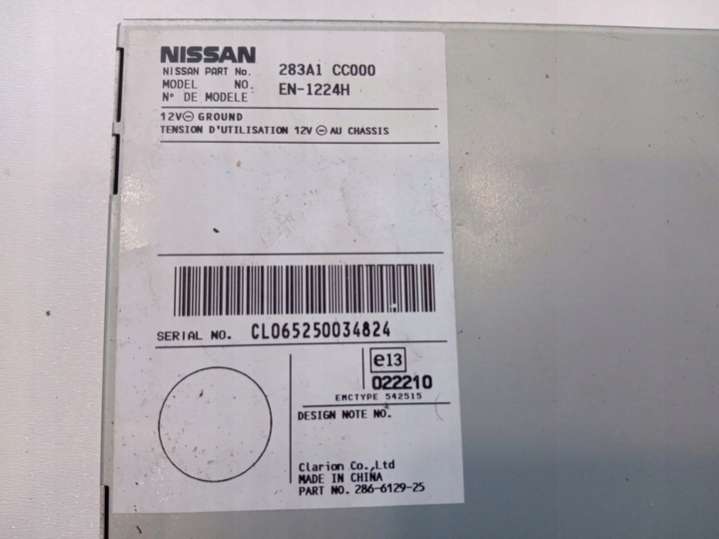 NISSAN
NISSAN PART No. 283A1 CC000
MODEL NO. EN-1224H
N° DE MODELE
12V⊖ GROUND
TENSION D'UTILISATION 12V ⊖ AU CHASSIS
SERIAL NO. CL065250034824
e13
022210
EMCTYPE 542515
DESIGN NOTE NO.
Clarion Co.,Ltd
MADE IN CHINA
PART NO. 286-6129-25